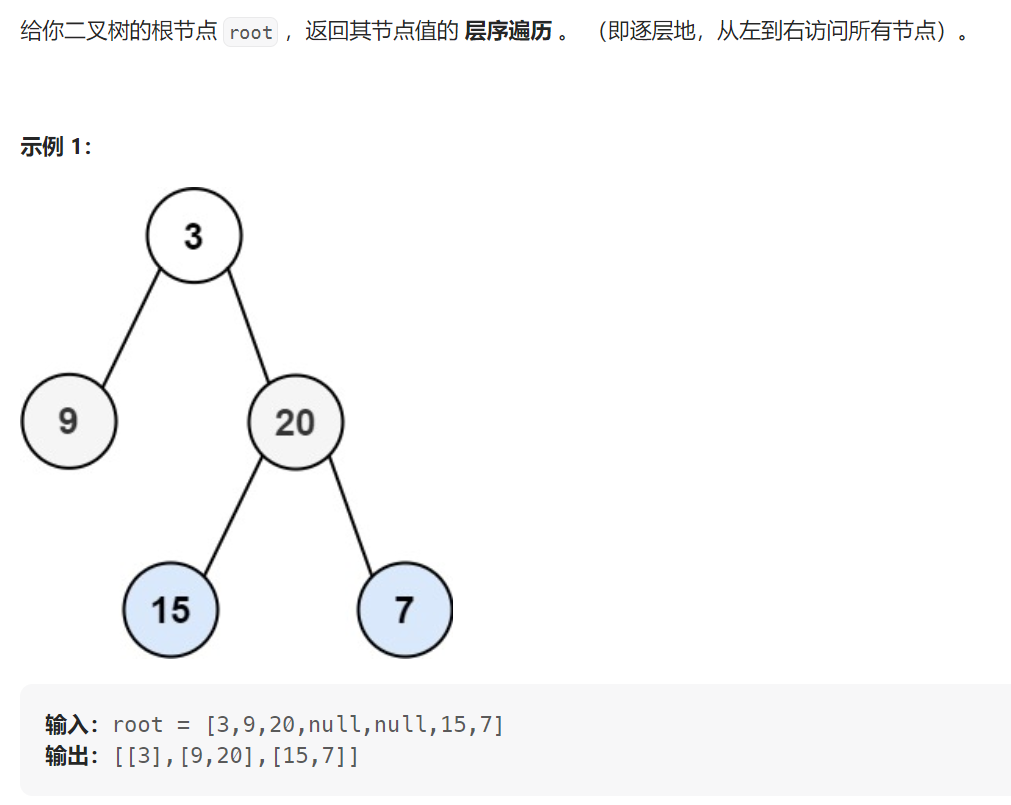 给你二叉树的根节点 root ，返回其节点值的 层序遍历 。 （即逐层地，从左到右访问所有节点）。
示例 1：
3
9
20
15
7
输入：root = [3,9,20,null,null,15,7]
输出：[[3],[9,20],[15,7]]